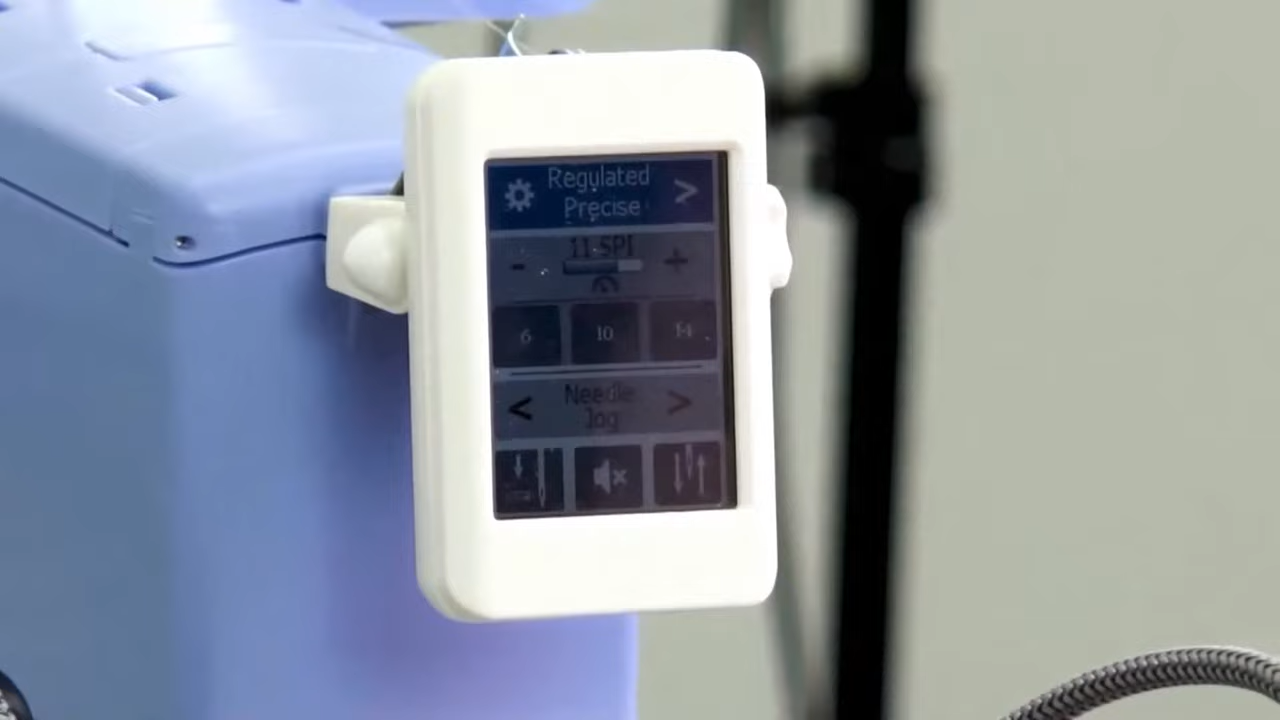 Regulated
Precise
>
- 11 SPI +
6 10 14
< Needle >
Jog